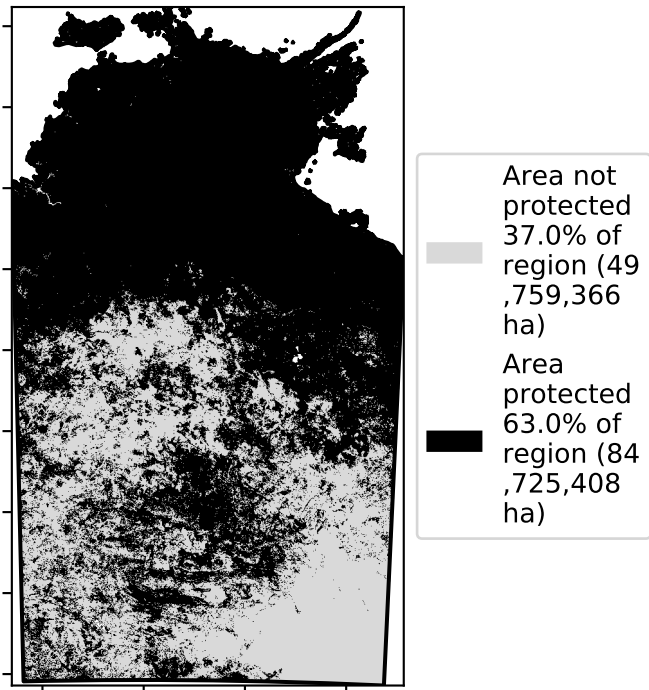 Area not
protected
37.0% of
region (49
,759,366
ha)
Area
protected
63.0% of
region (84
,725,408
ha)